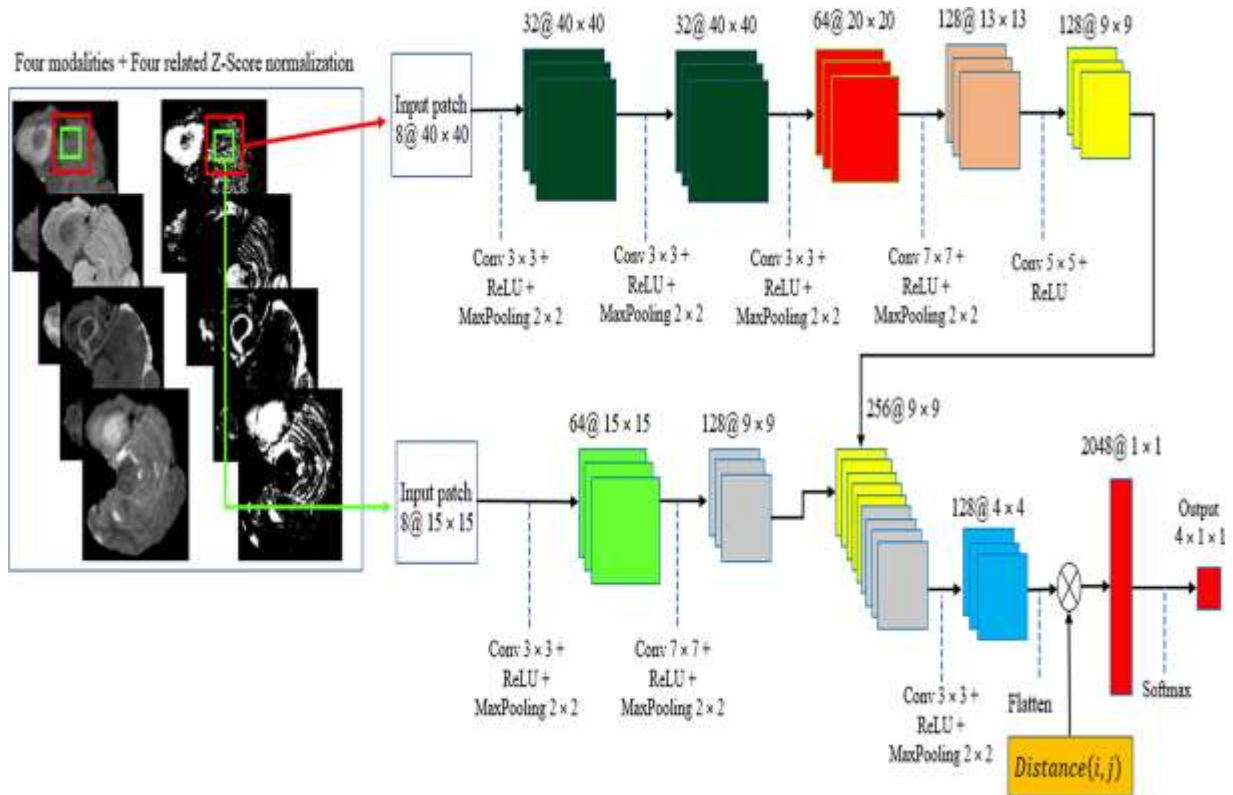 Four modalities + Four related Z-Score normalization
Input patch
8@ 40 × 40
32@ 40 × 40
32@ 40 × 40
64@ 20 × 20
128@ 13 × 13
128@ 9 × 9
Conv 3 × 3 +
ReLU +
MaxPooling 2 × 2
Conv 3 × 3 +
ReLU +
MaxPooling 2 × 2
Conv 3 × 3 +
ReLU +
MaxPooling 2 × 2
Conv 7 × 7 +
ReLU +
MaxPooling 2 × 2
Conv 5 × 5 +
ReLU
Input patch
8@ 15 × 15
64@ 15 × 15
128@ 9 × 9
256@ 9 × 9
128@ 4 × 4
2048@ 1 × 1
Output
4 × 1 × 1
Conv 3 × 3 +
ReLU +
MaxPooling 2 × 2
Conv 7 × 7 +
ReLU +
MaxPooling 2 × 2
Conv 3 × 3 +
ReLU +
MaxPooling 2 × 2
Flatten
Softmax
Distance(i,j)